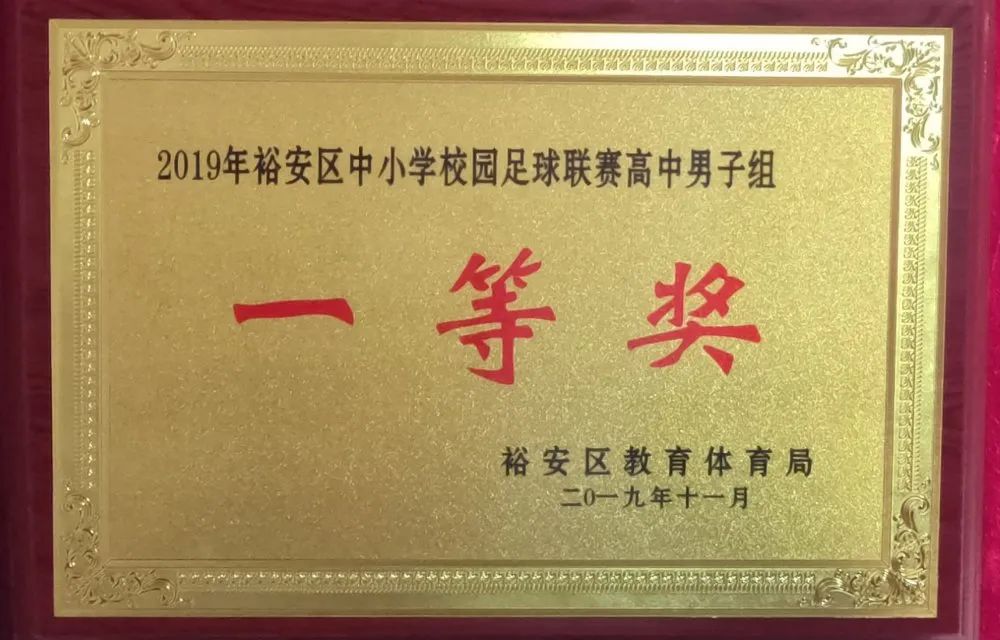 2019年裕安区中小学校园足球联赛高中男子组
一等奖
裕安区教育体育局
二0一九年十一月